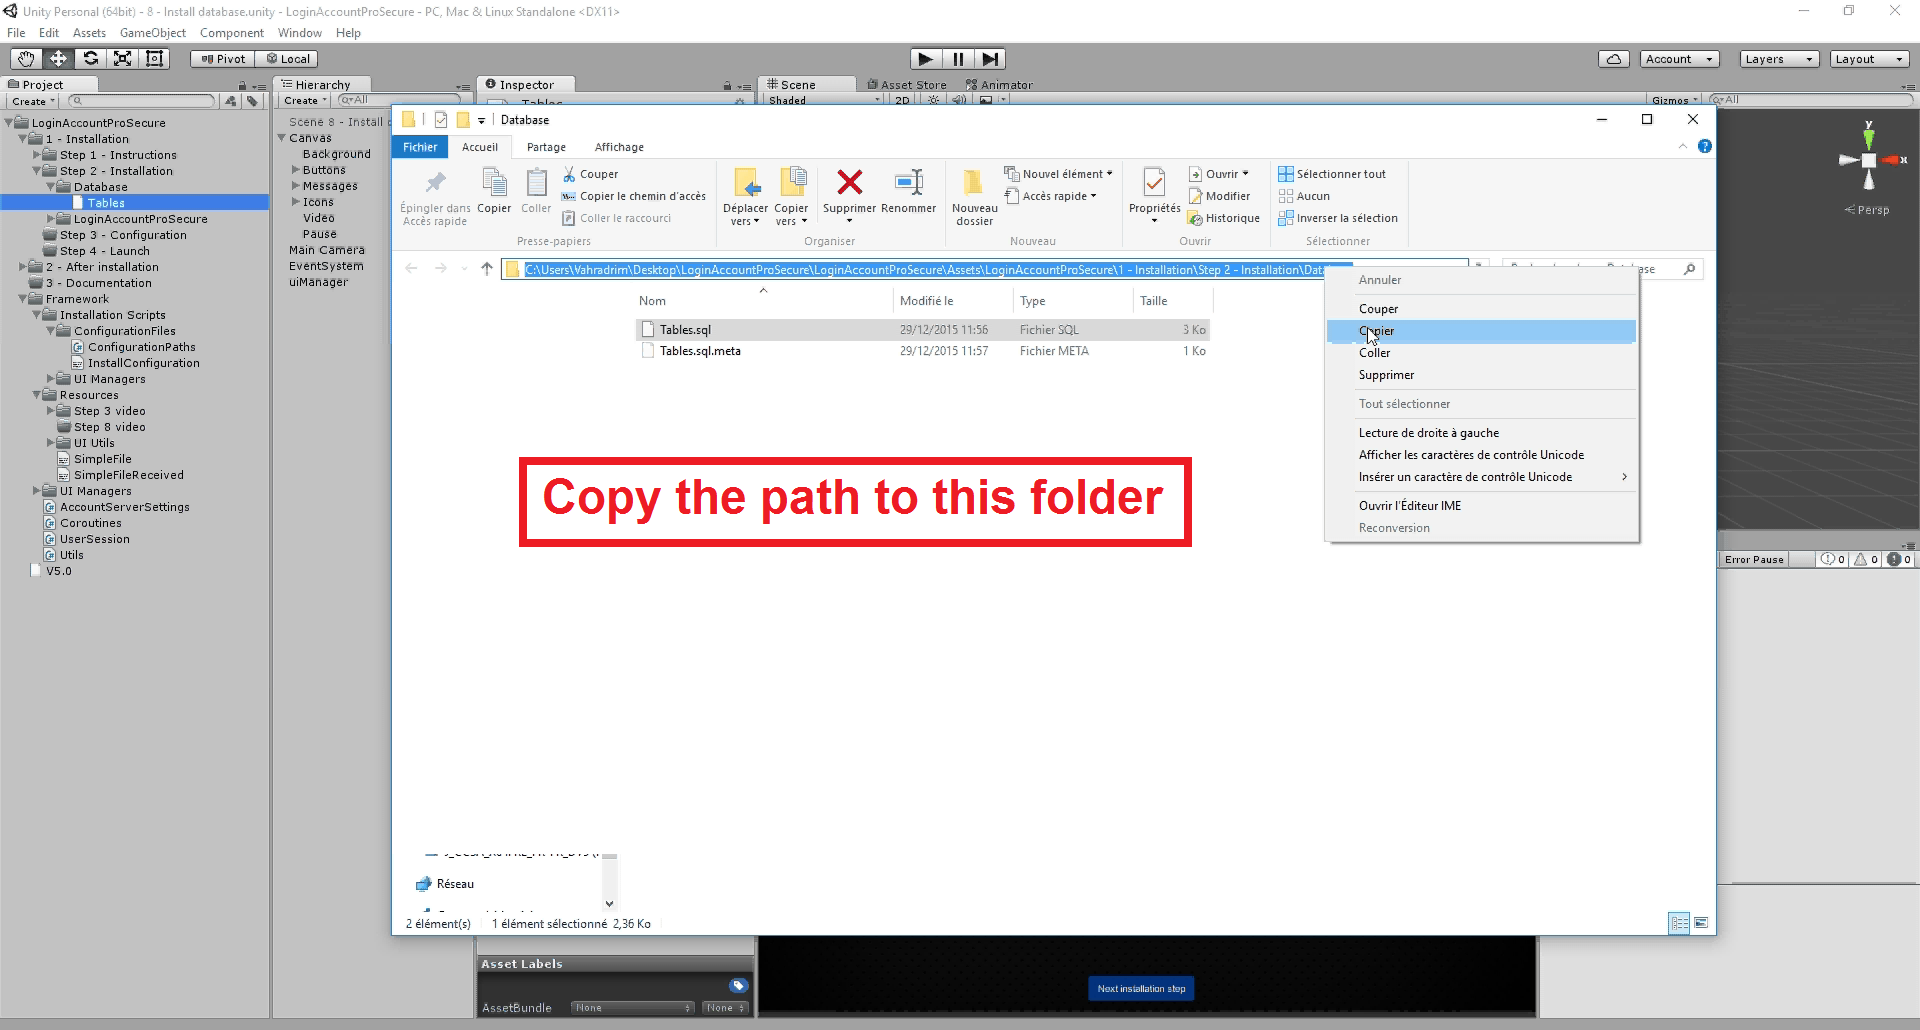 Unity Personal (64bit) - 8 - Install database.unity - LoginAccountProSecure - PC, Mac & Linux Standalone <DX11>
File Edit Assets GameObject Component Window Help
Pivot Local Account Layers Layout
Project Hierarchy Inspector Scene Asset Store Animator
Create Create All Tables Shaded 2D Gizmos All
LoginAccountProSecure
1 - Installation
Step 1 - Instructions
Step 2 - Installation
Database
Tables
LoginAccountProSecure
Step 3 - Configuration
Step 4 - Launch
2 - After installation
3 - Documentation
Framework
Installation Scripts
ConfigurationFiles
ConfigurationPaths
InstallConfiguration
UI Managers
Resources
Step 3 video
Step 8 video
UI Utils
SimpleFile
SimpleFileReceived
UI Managers
AccountServerSettings
Coroutines
UserSession
Utils
V5.0
Scene 8 - Install
Canvas
Background
Buttons
Messages
Icons
Video
Pause
Main Camera
EventSystem
uiManager
Database
Fichier Accueil Partage Affichage
Épingler dans
Accès rapide
Copier
Coller
Couper
Copier le chemin d'accès
Coller le raccourci
Presse-papiers
Déplacer
vers
Copier
vers
Supprimer
Renommer
Organiser
Nouveau
dossier
Nouvel élément
Accès rapide
Nouveau
Propriétés
Ouvrir
Modifier
Historique
Ouvrir
Sélectionner tout
Aucun
Inverser la sélection
Sélectionner
C:\Users\Vahradrim\Desktop\LoginAccountProSecure\LoginAccountProSecure\Assets\LoginAccountProSecure\1 - Installation\Step 2 - Installation\Dat
Nom Modifié le Type Taille
Tables.sql 29/12/2015 11:56 Fichier SQL 3 Ko
Tables.sql.meta 29/12/2015 11:57 Fichier META 1 Ko
Annuler
Couper
Copier
Coller
Supprimer
Tout sélectionner
Lecture de droite à gauche
Afficher les caractères de contrôle Unicode
Insérer un caractère de contrôle Unicode
Ouvrir l'Éditeur IME
Reconversion
Copy the path to this folder
y
x
Persp
Error Pause 0 0 0
Réseau
2 élément(s) 1 élément sélectionné 2,36 Ko
Asset Labels
AssetBundle None None
Next installation step